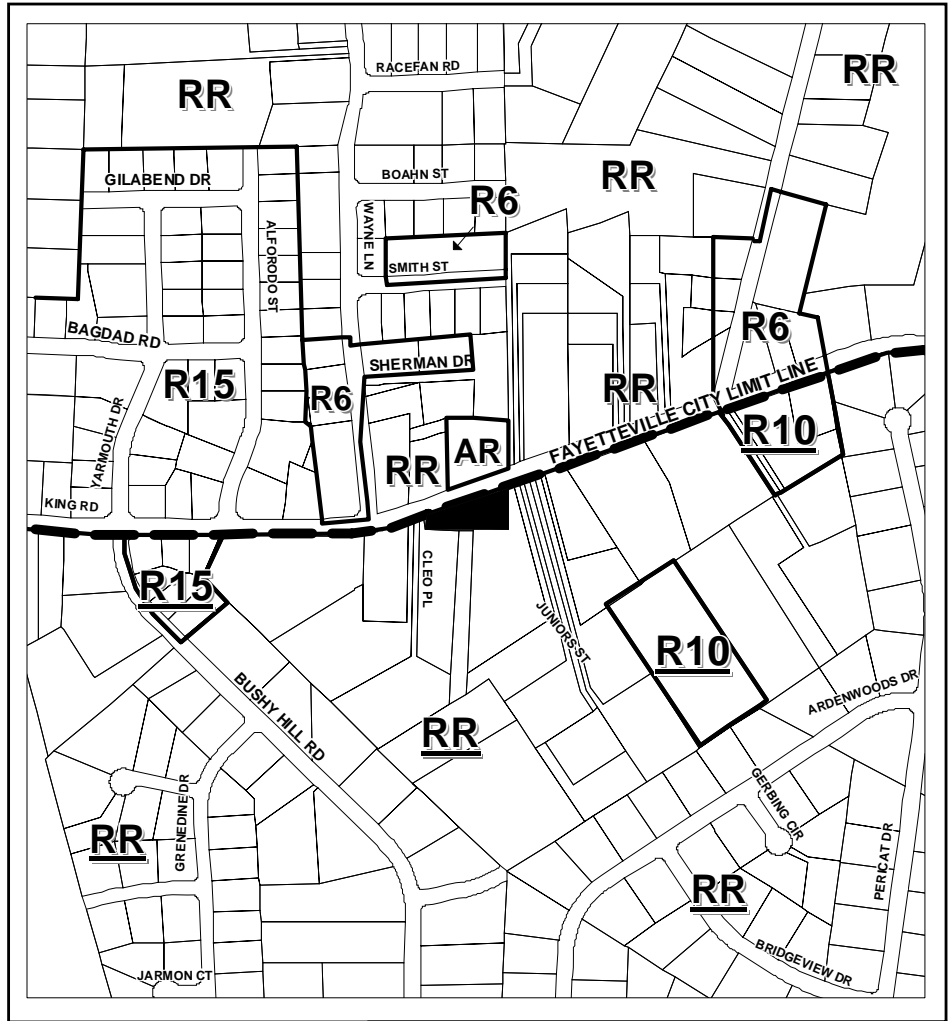 RACEFAN RD
RR
RR
BOAHN ST
GILABEND DR
RR
R6
WAYNE LN
ALFORODO ST
SMITH ST
BAGDAD RD
SHERMAN DR
R6
R15
R6
RR
FAYETTEVILLE CITY LIMIT LINE
YARMOUTH DR
R10
AR
RR
KING RD
CLEO PL
R15
JUNIORS ST
R10
BUSHY HILL RD
ARDENWOODS DR
RR
GERBING CIR
GRENEDINE DR
RR
PERICAT DR
RR
BRIDGEVIEW DR
JARMON CT